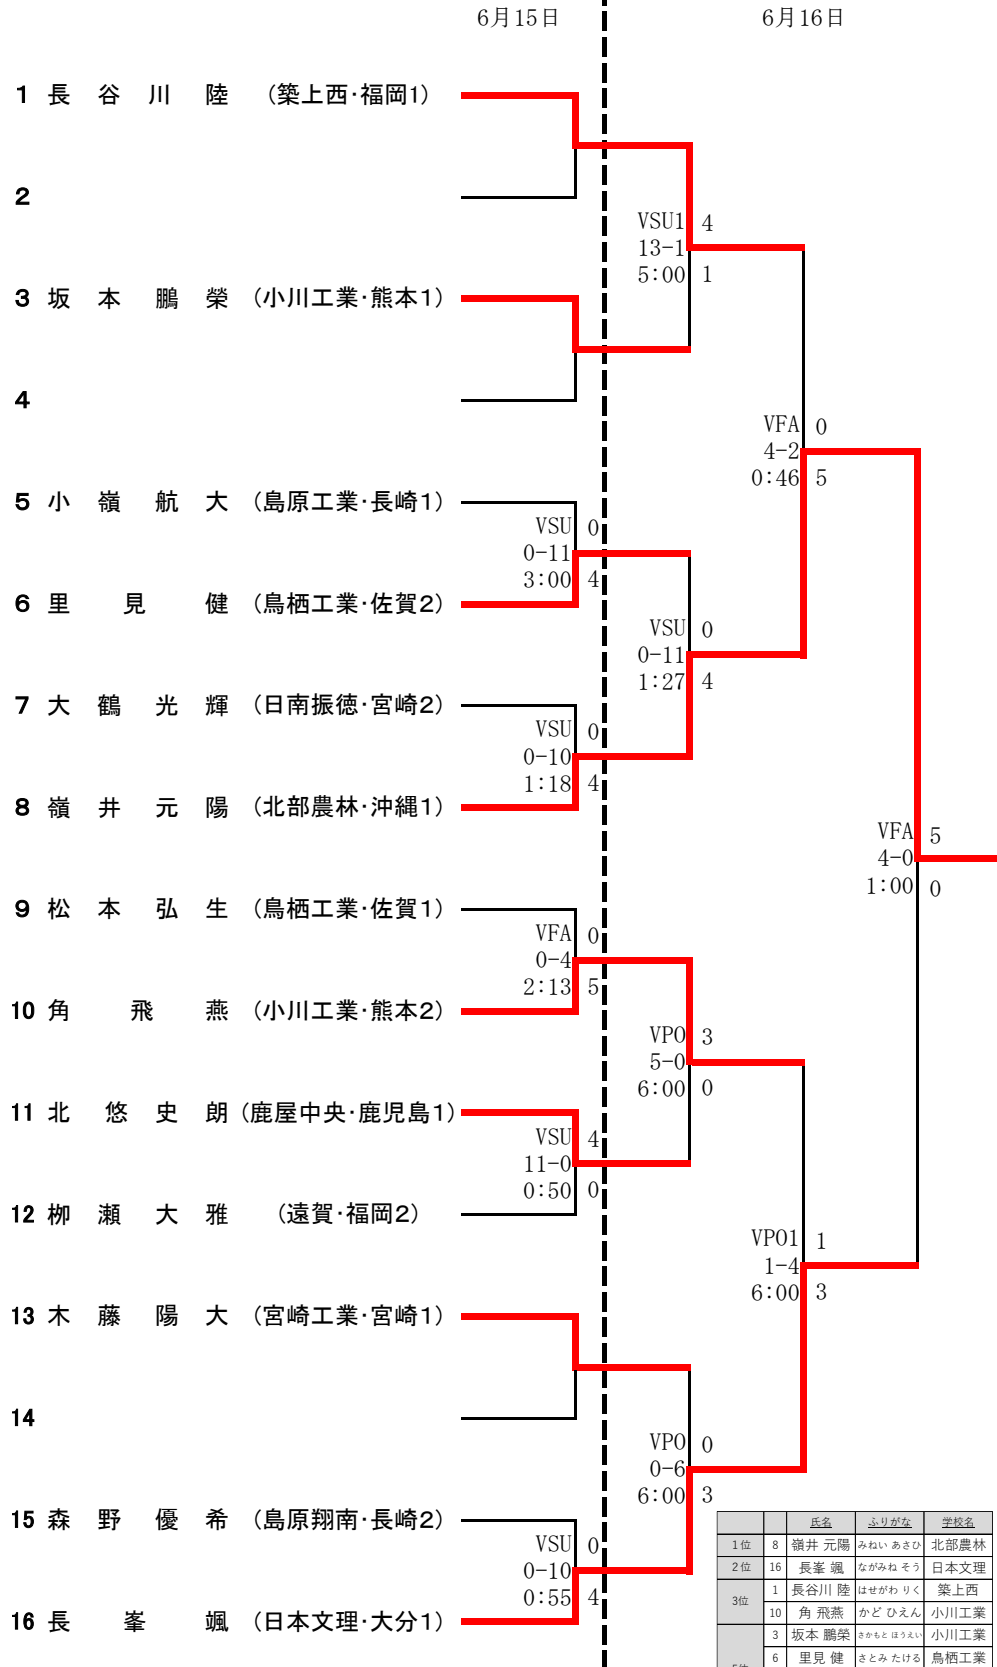 6月15日 6月16日
1 長 谷 川 陸 (築上西･福岡1)
2
VSU1 4
13-1
5:00 1
3 坂 本 鵬 榮 (小川工業･熊本1)
4
VFA 0
4-2
0:46 5
5 小 嶺 航 大 (島原工業･長崎1)
VSU 0
0-11
3:00 4
6 里 見 健 (鳥栖工業･佐賀2)
VSU 0
0-11
1:27 4
7 大 鶴 光 輝 (日南振徳･宮崎2)
VSU 0
0-10
1:18 4
8 嶺 井 元 陽 (北部農林･沖縄1)
VFA 5
4-0
1:00 0
9 松 本 弘 生 (鳥栖工業･佐賀1)
VFA 0
0-4
2:13 5
10 角 飛 燕 (小川工業･熊本2)
VPO 3
5-0
6:00 0
11 北 悠 史 朗 (鹿屋中央･鹿児島1)
VSU 4
11-0
0:50 0
12 栁 瀬 大 雅 (遠賀･福岡2)
VPO1 1
1-4
6:00 3
13 木 藤 陽 大 (宮崎工業･宮崎1)
14
VPO 0
0-6
6:00 3
15 森 野 優 希 (島原翔南･長崎2)
VSU 0
0-10
0:55 4
16 長 峯 颯 (日本文理･大分1)
氏名 ふりがな 学校名
1位 8 嶺井 元陽 みねい あさひ 北部農林
2位 16 長峯 颯 ながみね そう 日本文理
3位 1 長谷川 陸 はせがわ りく 築上西
10 角 飛燕 かど ひえん 小川工業
3 坂本 鵬榮 さかもと ほうえい 小川工業
6 里見 健 さとみ たける 鳥栖工業